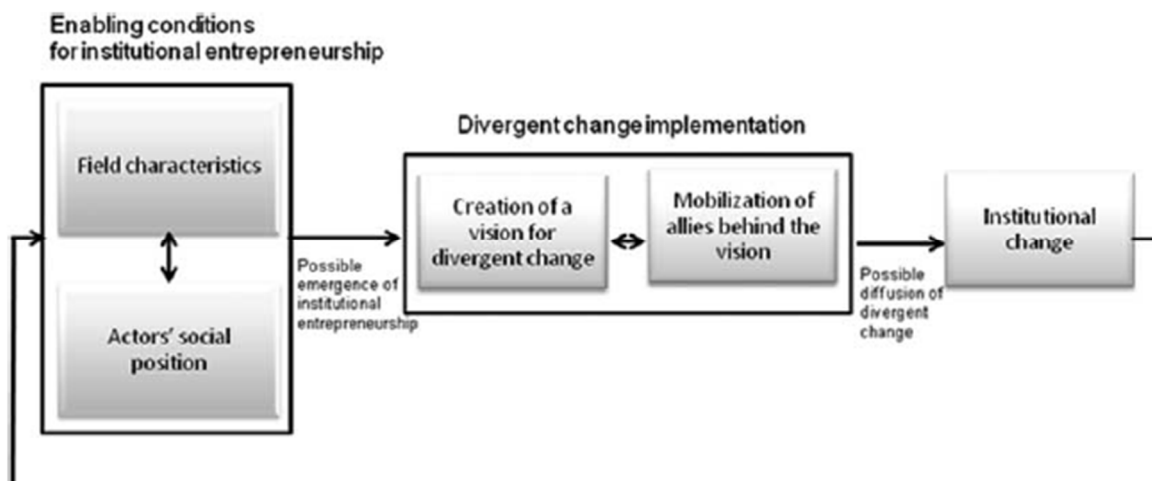 Enabling conditions
for institutional entrepreneurship
Field characteristics
Actors' social
position
Possible
emergence of
institutional
entrepreneurship
Divergent change implementation
Creation of a
vision for
divergent change
Mobilization of
allies behind the
vision
Possible
diffusion of
divergent
change
Institutional
change